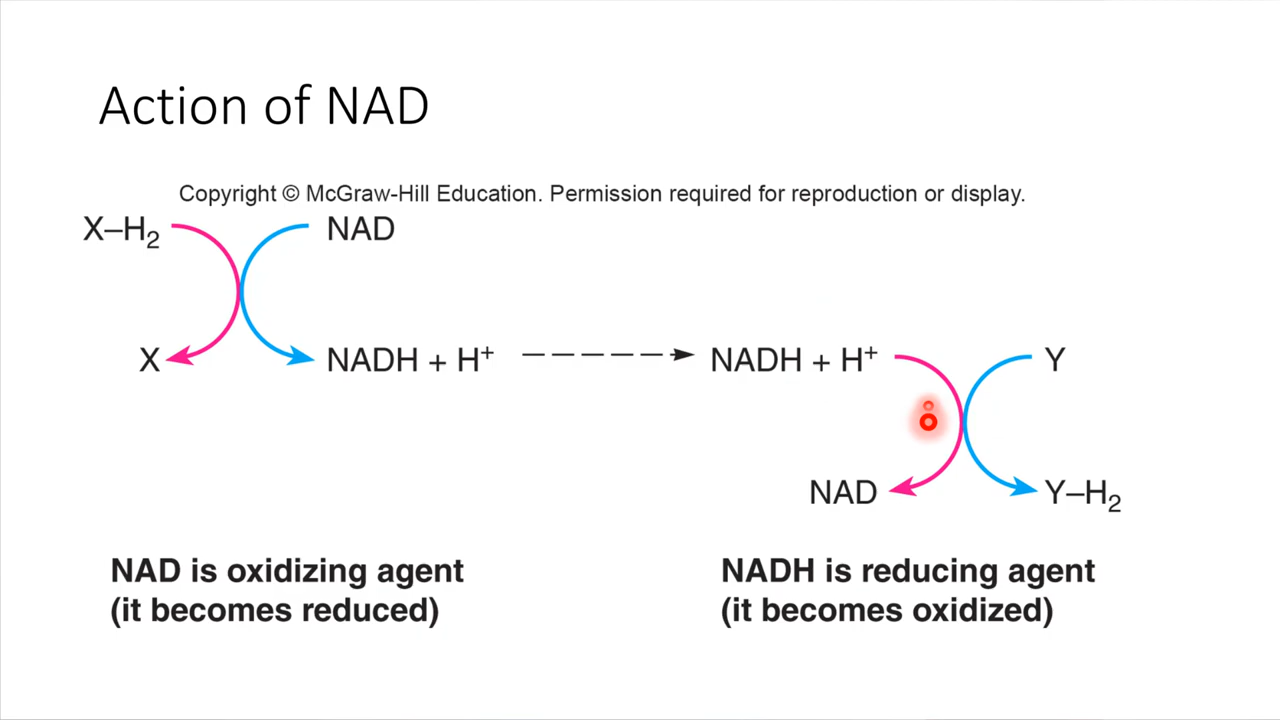 Action of NAD
Copyright © McGraw-Hill Education. Permission required for reproduction or display.
X–H₂ NAD
X NADH + H⁺ NADH + H⁺ Y
NAD Y–H₂
NAD is oxidizing agent
(it becomes reduced)
NADH is reducing agent
(it becomes oxidized)